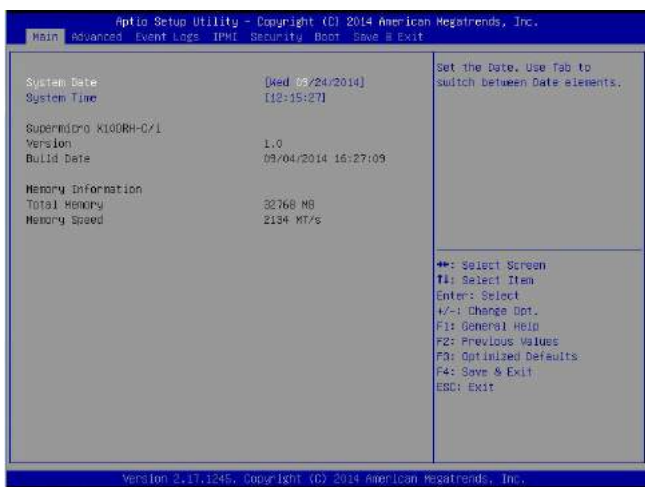 Aptio Setup Utility - Copyright (C) 2014 American Megatrends, Inc.
Main Advanced Event Logs IPMI Security Boot Save & Exit
System Date [Wed 09/24/2014]
System Time [12:15:27]
Supermicro X10DRH-C/i
Version 1.0
Build Date 09/04/2014 16:27:09
Memory Information
Total Memory 32768 MB
Memory Speed 2134 MT/s
Set the Date. Use Tab to
switch between Date elements.
→←: Select Screen
↑↓: Select Item
Enter: Select
+/-: Change Opt.
F1: General Help
F2: Previous Values
F3: Optimized Defaults
F4: Save & Exit
ESC: Exit
Version 2.17.1245. Copyright (C) 2014 American Megatrends, Inc.